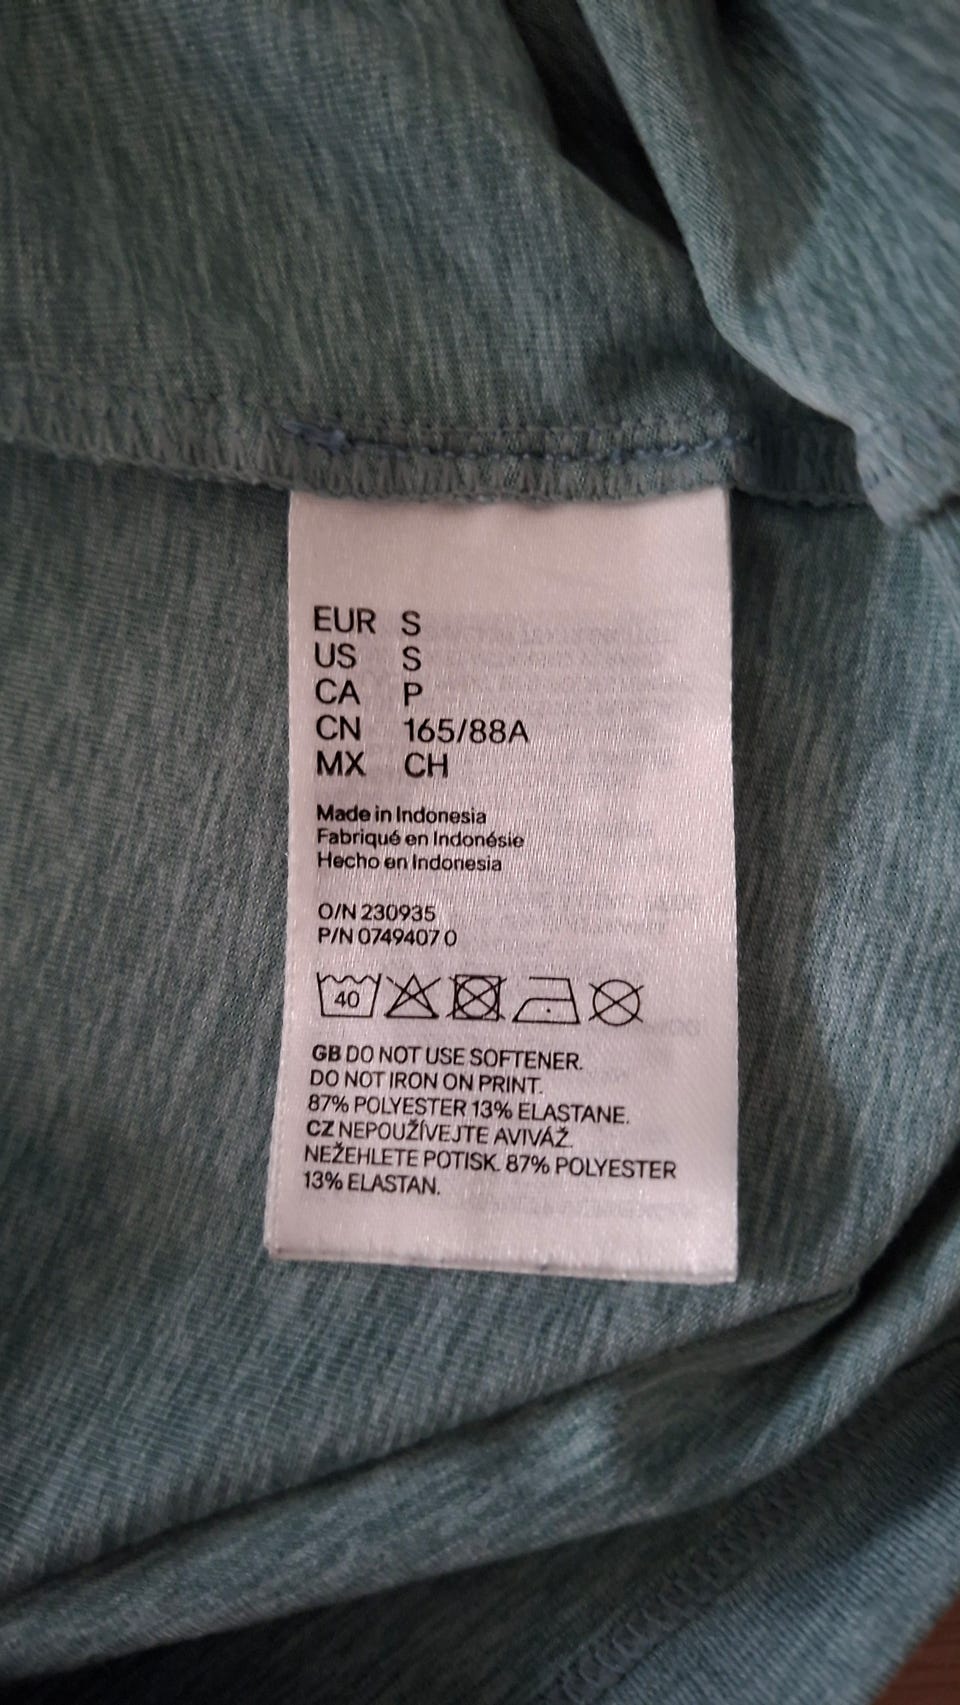 EUR S
US S
CA P
CN 165/88A
MX CH
Made in Indonesia
Fabriqué en Indonésie
Hecho en Indonesia
O/N 230935
P/N 0749407 0
40
GB DO NOT USE SOFTENER.
DO NOT IRON ON PRINT.
87% POLYESTER 13% ELASTANE.
CZ NEPOUŽÍVEJTE AVIVÁŽ.
NEŽEHLETE POTISK. 87% POLYESTER
13% ELASTAN.